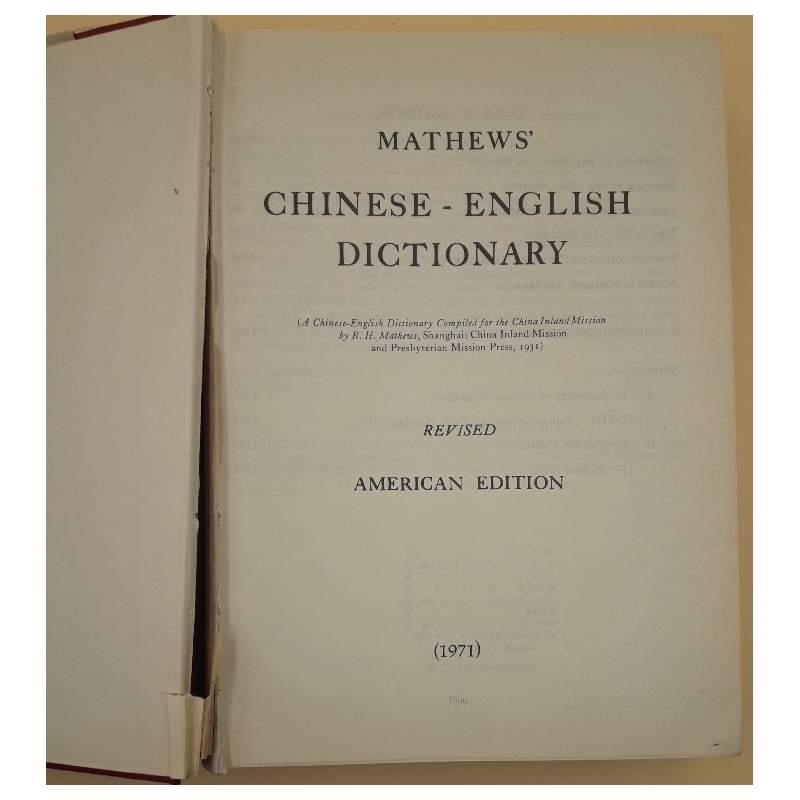 MATHEWS'
CHINESE - ENGLISH
DICTIONARY
(A Chinese-English Dictionary Compiled for the China Inland Mission
by R. H. Mathews, Shanghai: China Inland Mission
and Presbyterian Mission Press, 1931)
REVISED
AMERICAN EDITION
(1971)